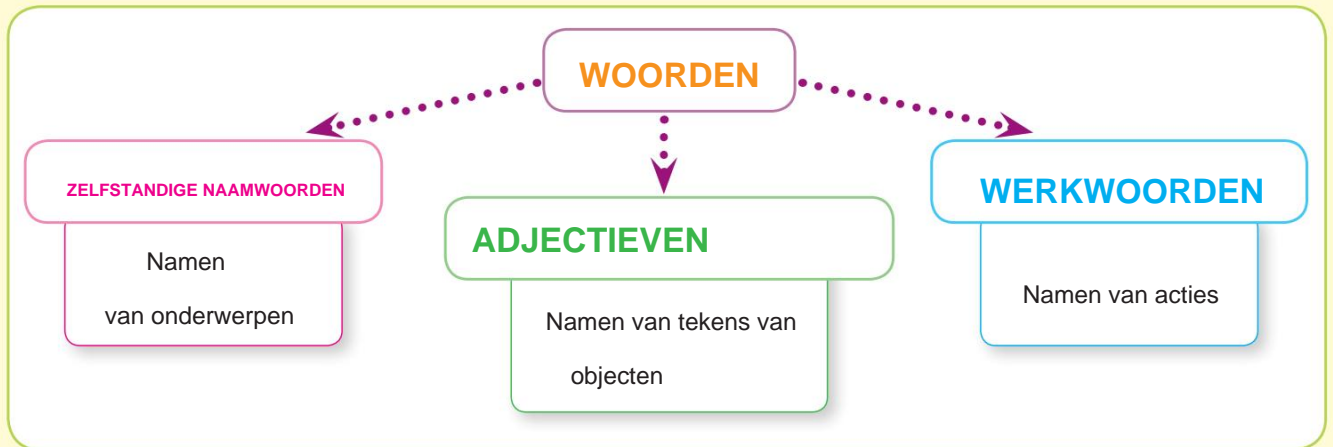 WOORDEN
ZELFSTANDIGE NAAMWOORDEN
Namen
van onderwerpen
ADJECTIEVEN
Namen van tekens van
objecten
WERKWOORDEN
Namen van acties